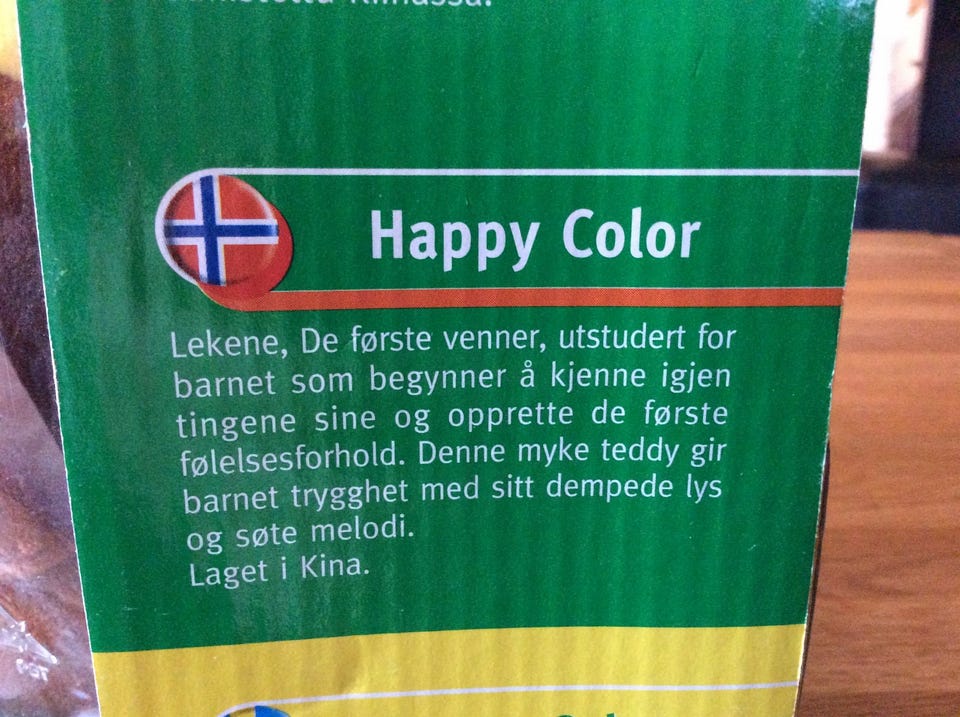 Happy Color
Lekene, De første venner, utstudert for
barnet som begynner å kjenne igjen
tingene sine og opprette de første
følelsesforhold. Denne myke teddy gir
barnet trygghet med sitt dempede lys
og søte melodi.
Laget i Kina.